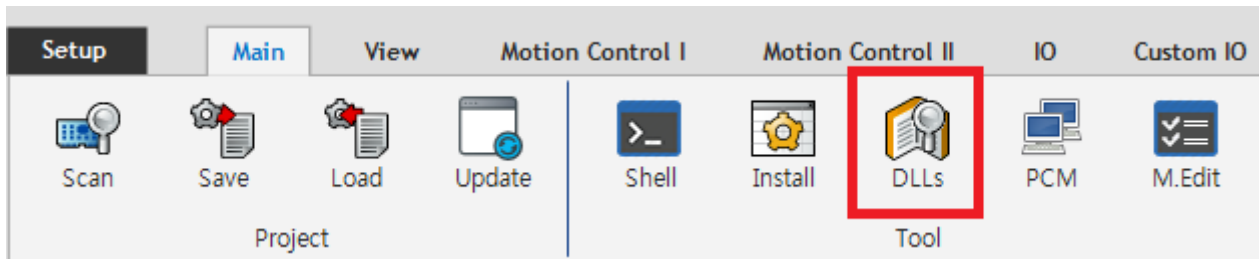 Setup Main View Motion Control I Motion Control II IO Custom IO
Scan Save Load Update Shell Install DLLs PCM M.Edit
Project Tool